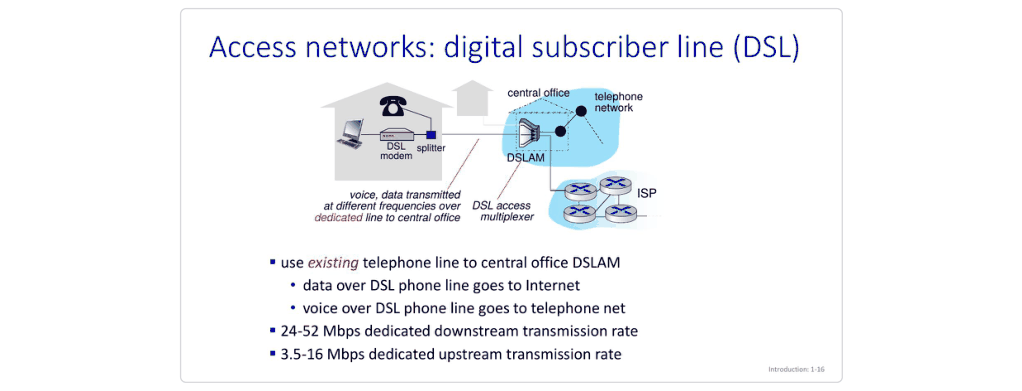 Access networks: digital subscriber line (DSL)
central office
telephone
network
DSL
modem
splitter
DSLAM
voice, data transmitted
at different frequencies over
dedicated line to central office
DSL access
multiplexer
ISP
▪ use existing telephone line to central office DSLAM
• data over DSL phone line goes to Internet
• voice over DSL phone line goes to telephone net
▪ 24-52 Mbps dedicated downstream transmission rate
▪ 3.5-16 Mbps dedicated upstream transmission rate
Introduction: 1-16